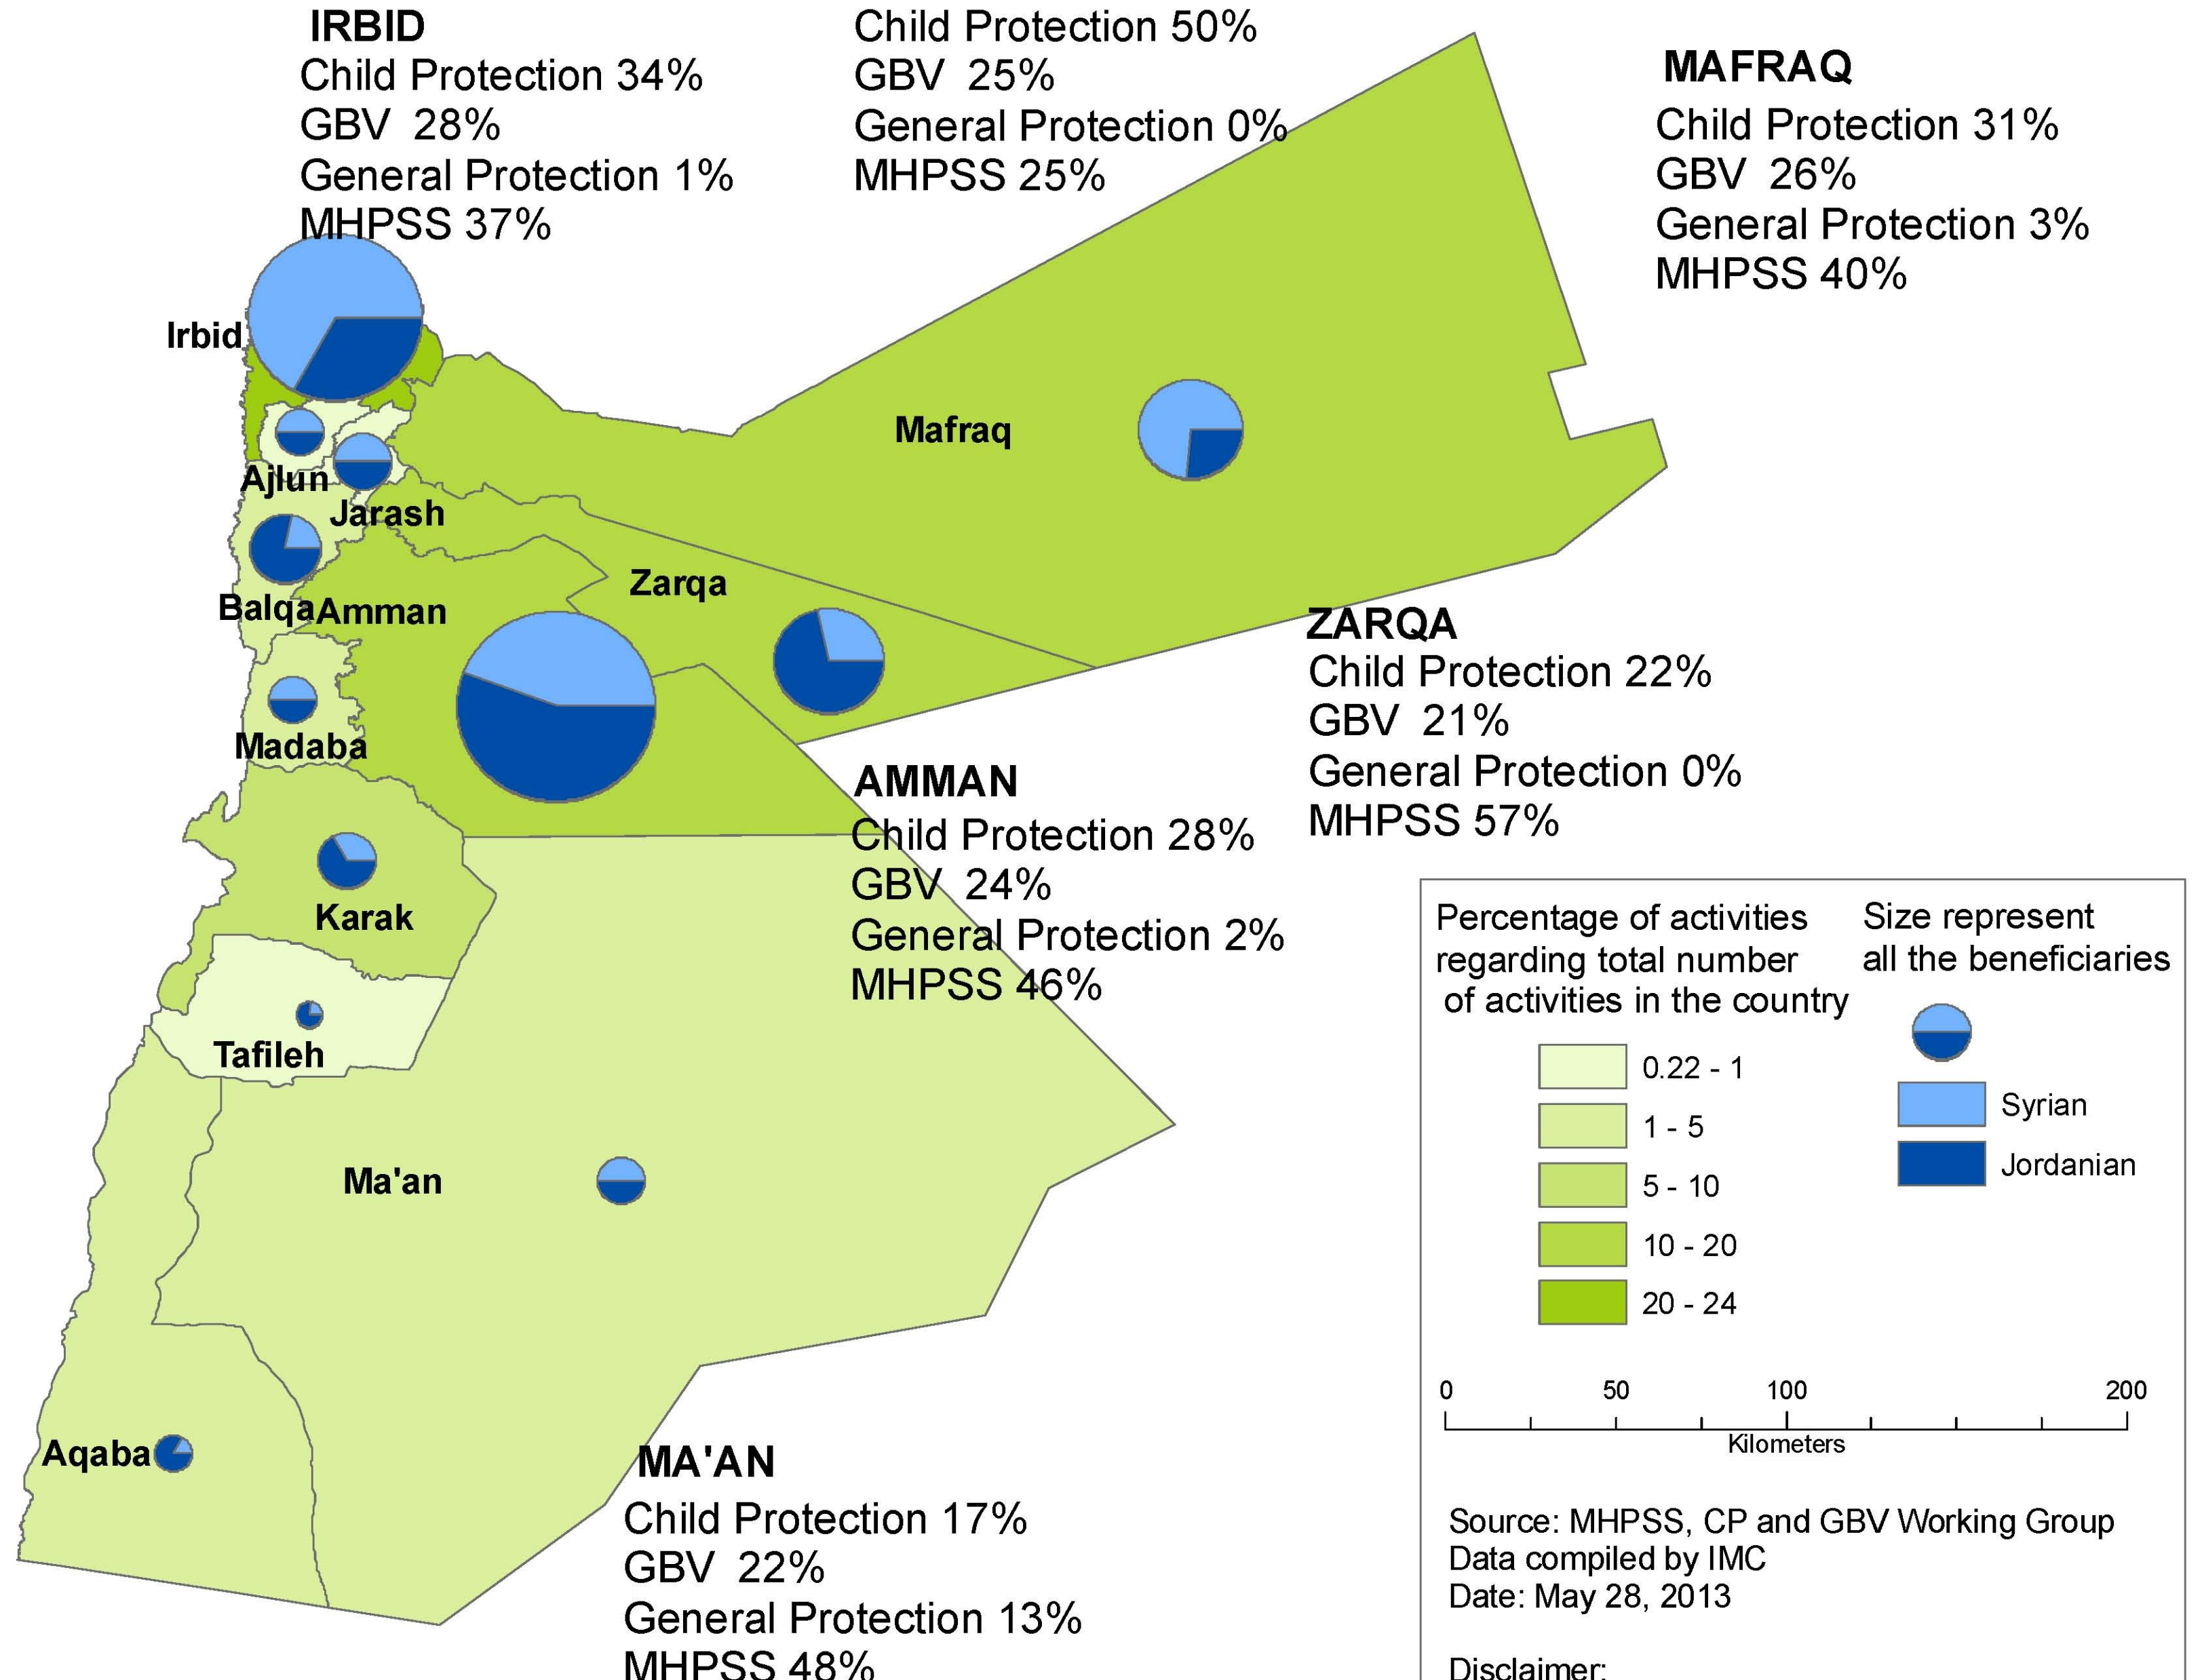 IRBID
Child Protection 34%
GBV 28%
General Protection 1%
MHPSS 37%
Child Protection 50%
GBV 25%
General Protection 0%
MHPSS 25%
MAFRAQ
Child Protection 31%
GBV 26%
General Protection 3%
MHPSS 40%
Irbid
Mafraq
Ajlun
Jarash
Zarqa
Balqa
Amman
ZARQA
Child Protection 22%
GBV 21%
General Protection 0%
MHPSS 57%
Madaba
AMMAN
Child Protection 28%
GBV 24%
General Protection 2%
MHPSS 46%
Karak
Tafileh
Ma'an
Aqaba
MA'AN
Child Protection 17%
GBV 22%
General Protection 13%
MHPSS 48%
Percentage of activities
regarding total number
of activities in the country
0.22 - 1
1 - 5
5 - 10
10 - 20
20 - 24
Size represent
all the beneficiaries
Syrian
Jordanian
0 50 100 200
Kilometers
Source: MHPSS, CP and GBV Working Group
Data compiled by IMC
Date: May 28, 2013
Disclaimer: